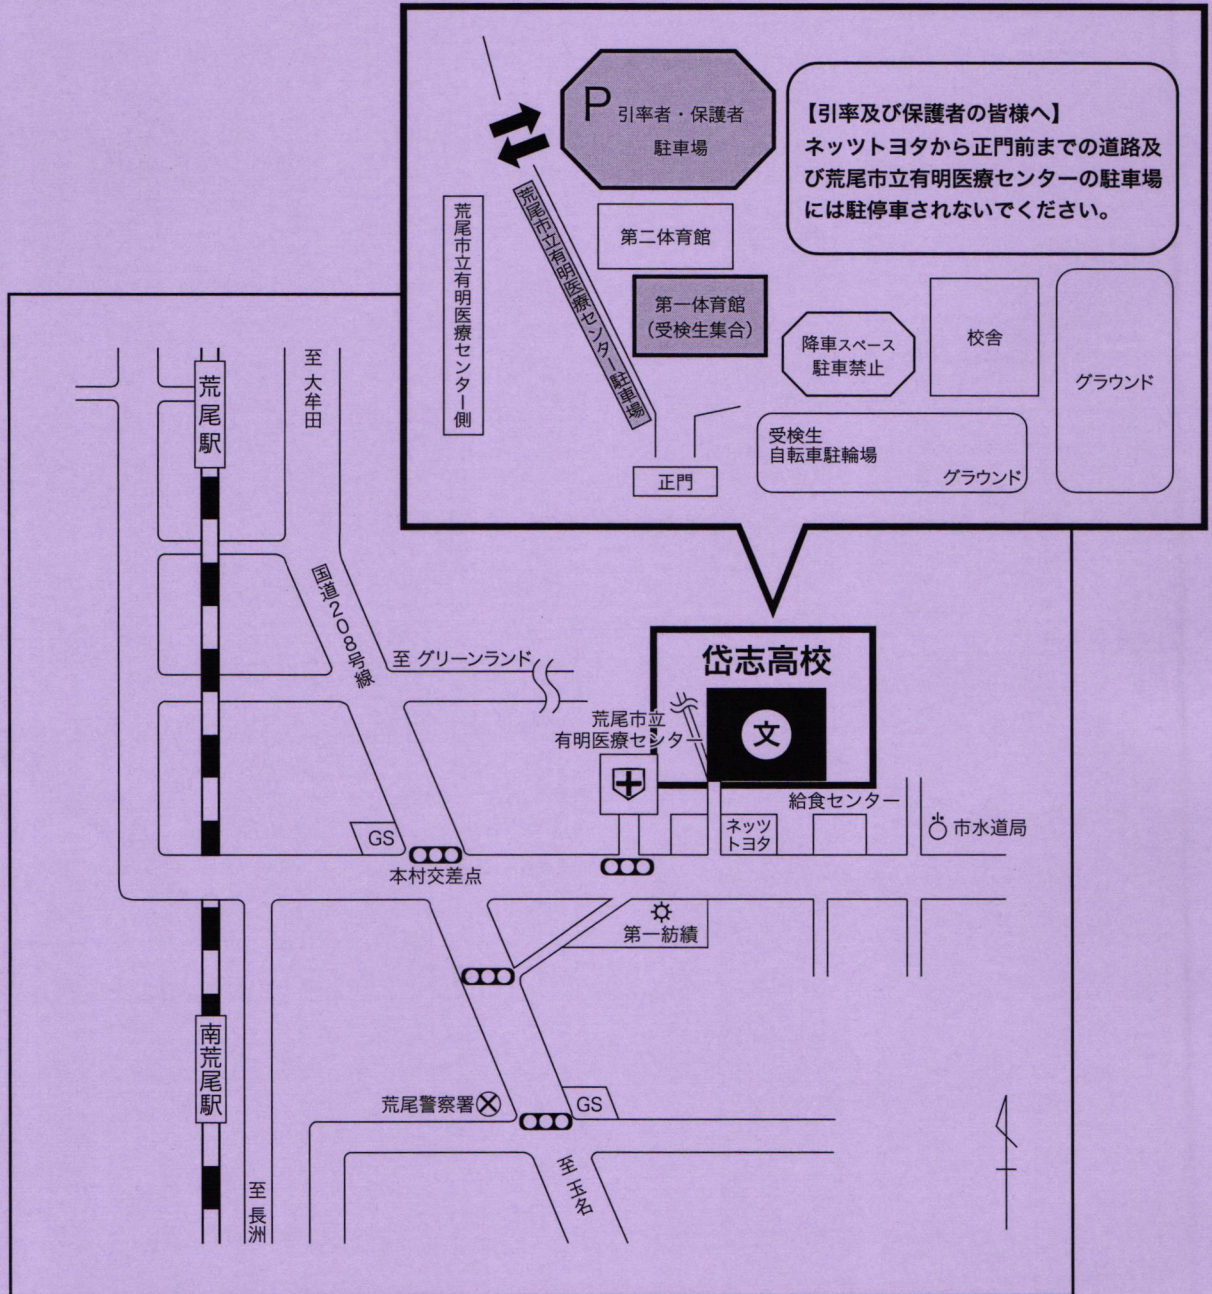 P 引率者・保護者
駐車場
【引率及び保護者の皆様へ】
ネッツトヨタから正門前までの道路及
び荒尾市立有明医療センターの駐車場
には駐停車されないでください。
荒尾市立有明医療センター側
荒尾市立有明医療センター駐車場
第二体育館
第一体育館
(受検生集合)
降車スペース
駐車禁止
校舎
グラウンド
受検生
自転車駐輪場
グラウンド
正門
荒尾駅
至 大牟田
国道208号線
至 グリーンランド
岱志高校
文
荒尾市立
有明医療センター
給食センター
ネッツ
トヨタ
市水道局
GS
本村交差点
第一紡績
南荒尾駅
荒尾警察署
GS
至 長洲
至 玉名